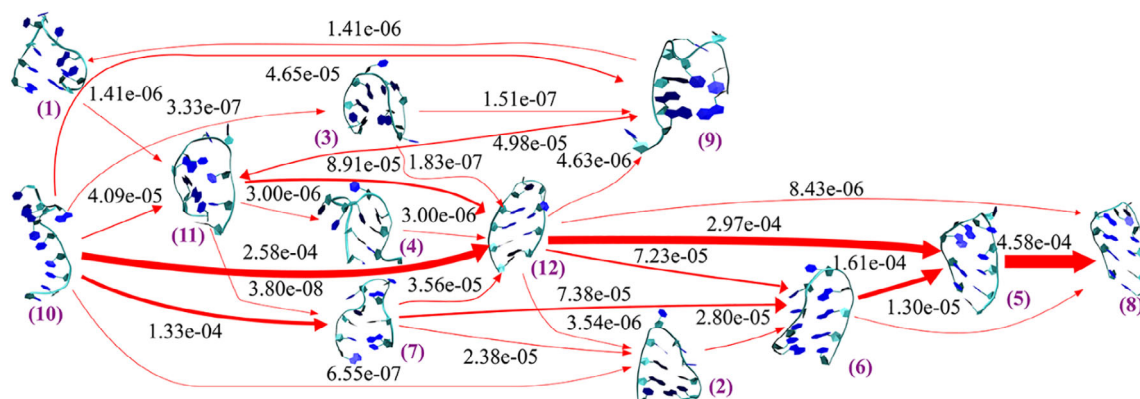 1.41e-06
(1)
4.65e-05
1.41e-06
3.33e-07
1.51e-07
(3)
(9)
4.98e-05
8.91e-05
1.83e-07
4.63e-06
4.09e-05
3.00e-06
8.43e-06
(11)
3.00e-06
2.97e-04
(4)
2.58e-04
(12)
7.23e-05
1.61e-04
4.58e-04
3.80e-08
3.56e-05
(10)
7.38e-05
(5)
(8)
1.33e-04
3.54e-06
2.80e-05
1.30e-05
(7)
2.38e-05
(6)
6.55e-07
(2)